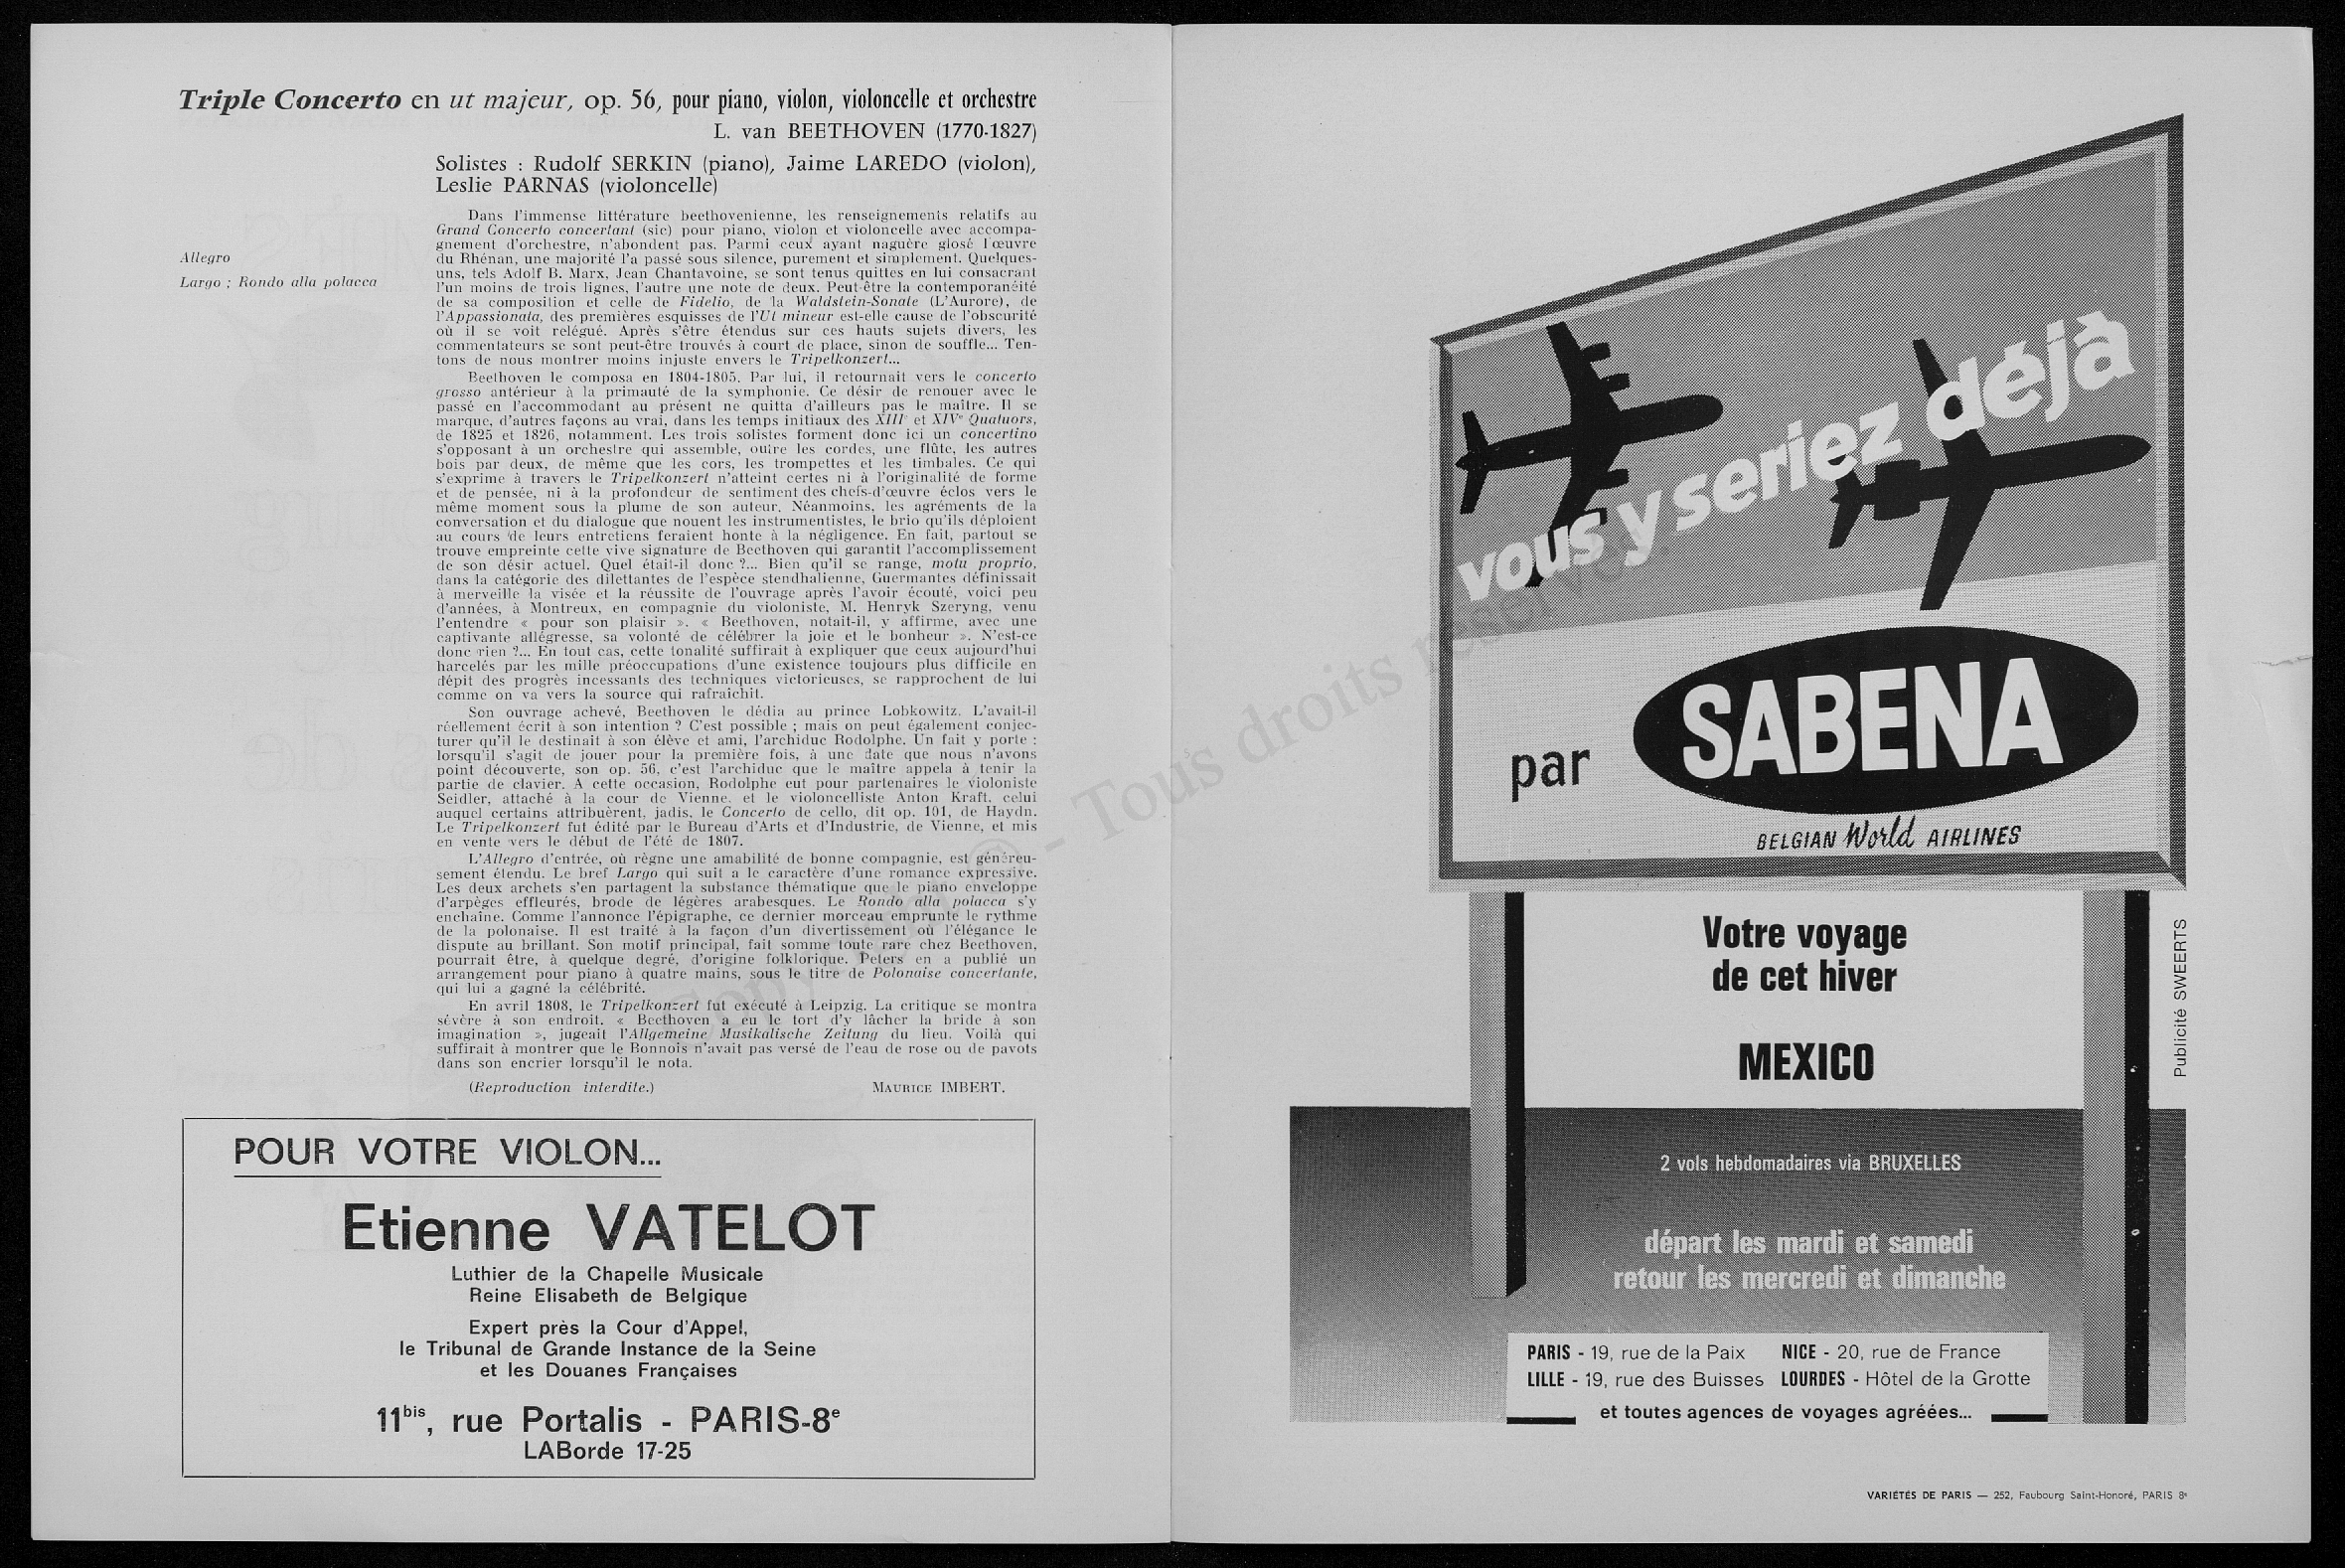 Triple Concerto en ut majeur, op. 56, pour piano, violon, violoncelle et orchestre
L. van BEETHOVEN (1770-1827)
Solistes : Rudolf SERKIN (piano), Jaime LAREDO (violon),
Leslie PARNAS (violoncelle)
Allegro
Largo ; Rondo alla polacca
Dans l'immense littérature beethovenienne, les renseignements relatifs au
Grand Concerto concertant (sic) pour piano, violon et violoncelle avec accompa-
gnement d'orchestre, n'abondent pas. Parmi ceux ayant naguère glosé l'œuvre
du Rhénan, une majorité l'a passé sous silence, purement et simplement. Quelques-
uns, tels Adolf B. Marx, Jean Chantavoine, se sont tenus quittes en lui consacrant
l'un moins de trois lignes, l'autre une note de deux. Peut-être la contemporanéité
de sa composition et celle de Fidelio, de la Waldstein-Sonate (L'Aurore), de
l'Appassionata, des premières esquisses de l'Ut mineur est-elle cause de l'obscurité
où il se voit relégué. Après s'être étendus sur ces hauts sujets divers, les
commentateurs se sont peut-être trouvés à court de place, sinon de souffle... Ten-
tons de nous montrer moins injuste envers le Tripelkonzert...
Beethoven le composa en 1804-1805. Par lui, il retournait vers le concerto
grosso antérieur à la primauté de la symphonie. Ce désir de renouer avec le
passé en l'accommodant au présent ne quitta d'ailleurs pas le maître. Il se
marque, d'autres façons au vrai, dans les temps initiaux des XIIIe et XIVe Quatuors,
de 1825 et 1826, notamment. Les trois solistes forment donc ici un concertino
s'opposant à un orchestre qui assemble, outre les cordes, une flûte, les autres
bois par deux, de même que les cors, les trompettes et les timbales. Ce qui
s'exprime à travers le Tripelkonzert n'atteint certes ni à l'originalité de forme
et de pensée, ni à la profondeur de sentiment des chefs-d'œuvre éclos vers le
même moment sous la plume de son auteur. Néanmoins, les agréments de la
conversation et du dialogue que nouent les instrumentistes, le brio qu'ils déploient
au cours de leurs entretiens feraient honte à la négligence. En fait, partout se
trouve empreinte cette vive signature de Beethoven qui garantit l'accomplissement
de son désir actuel. Quel était-il donc ?... Bien qu'il se range, motu proprio,
dans la catégorie des dilettantes de l'espèce stendhalienne, Guermantes définissait
à merveille la visée et la réussite de l'ouvrage après l'avoir écouté, voici peu
d'années, à Montreux, en compagnie du violoniste, M. Henryk Szeryng, venu
l'entendre « pour son plaisir ». « Beethoven, notait-il, y affirme, avec une
captivante allégresse, sa volonté de célébrer la joie et le bonheur ». N'est-ce
donc rien ?... En tout cas, cette tonalité suffirait à expliquer que ceux aujourd'hui
harcelés par les mille préoccupations d'une existence toujours plus difficile en
dépit des progrès incessants des techniques victorieuses, se rapprochent de lui
comme on va vers la source qui rafraichit.
Son ouvrage achevé, Beethoven le dédia au prince Lobkowitz. L'avait-il
réellement écrit à son intention ? C'est possible ; mais on peut également conjec-
turer qu'il le destinait à son élève et ami, l'archiduc Rodolphe. Un fait y porte :
lorsqu'il s'agit de jouer pour la première fois, à une date que nous n'avons
point découverte, son op. 56, c'est l'archiduc que le maître appela à tenir la
partie de clavier. A cette occasion, Rodolphe eut pour partenaires le violoniste
Seidler, attaché à la cour de Vienne, et le violoncelliste Anton Kraft, celui
auquel certains attribuèrent, jadis, le Concerto de cello, dit op. 101, de Haydn.
Le Tripelkonzert fut édité par le Bureau d'Arts et d'Industrie, de Vienne, et mis
en vente vers le début de l'été de 1807.
L'Allegro d'entrée, où règne une amabilité de bonne compagnie, est généreu-
sement étendu. Le bref Largo qui suit a le caractère d'une romance expressive.
Les deux archets s'en partagent la substance thématique que le piano enveloppe
d'arpèges effleurés, brode de légères arabesques. Le Rondo alla polacca s'y
enchaîne. Comme l'annonce l'épigraphe, ce dernier morceau emprunte le rythme
de la polonaise. Il est traité à la façon d'un divertissement où l'élégance le
dispute au brillant. Son motif principal, fait somme toute rare chez Beethoven,
pourrait être, à quelque degré, d'origine folklorique. Peters en a publié un
arrangement pour piano à quatre mains, sous le titre de Polonaise concertante,
qui lui a gagné la célébrité.
En avril 1808, le Tripelkonzert fut exécuté à Leipzig. La critique se montra
sévère à son endroit. « Beethoven a eu le tort d'y lâcher la bride à son
imagination », jugeait l'Allgemeine Musikalische Zeitung du lieu. Voilà qui
suffirait à montrer que le Bonnois n'avait pas versé de l'eau de rose ou de pavots
dans son encrier lorsqu'il le nota.
(Reproduction interdite.) MAURICE IMBERT.
POUR VOTRE VIOLON...
Etienne VATELOT
Luthier de la Chapelle Musicale
Reine Elisabeth de Belgique
Expert près la Cour d'Appel,
le Tribunal de Grande Instance de la Seine
et les Douanes Françaises
11bis, rue Portalis - PARIS-8e
LABorde 17-25
Copyright © - Tous droits réservés.
vous y seriez déjà
par SABENA
BELGIAN World AIRLINES
Votre voyage
de cet hiver
MEXICO
Publicité SWEERTS
2 vols hebdomadaires via BRUXELLES
départ les mardi et samedi
retour les mercredi et dimanche
PARIS - 19, rue de la Paix NICE - 20, rue de France
LILLE - 19, rue des Buisses LOURDES - Hôtel de la Grotte
et toutes agences de voyages agréées...
VARIÉTÉS DE PARIS — 252, Faubourg Saint-Honoré, PARIS 8e